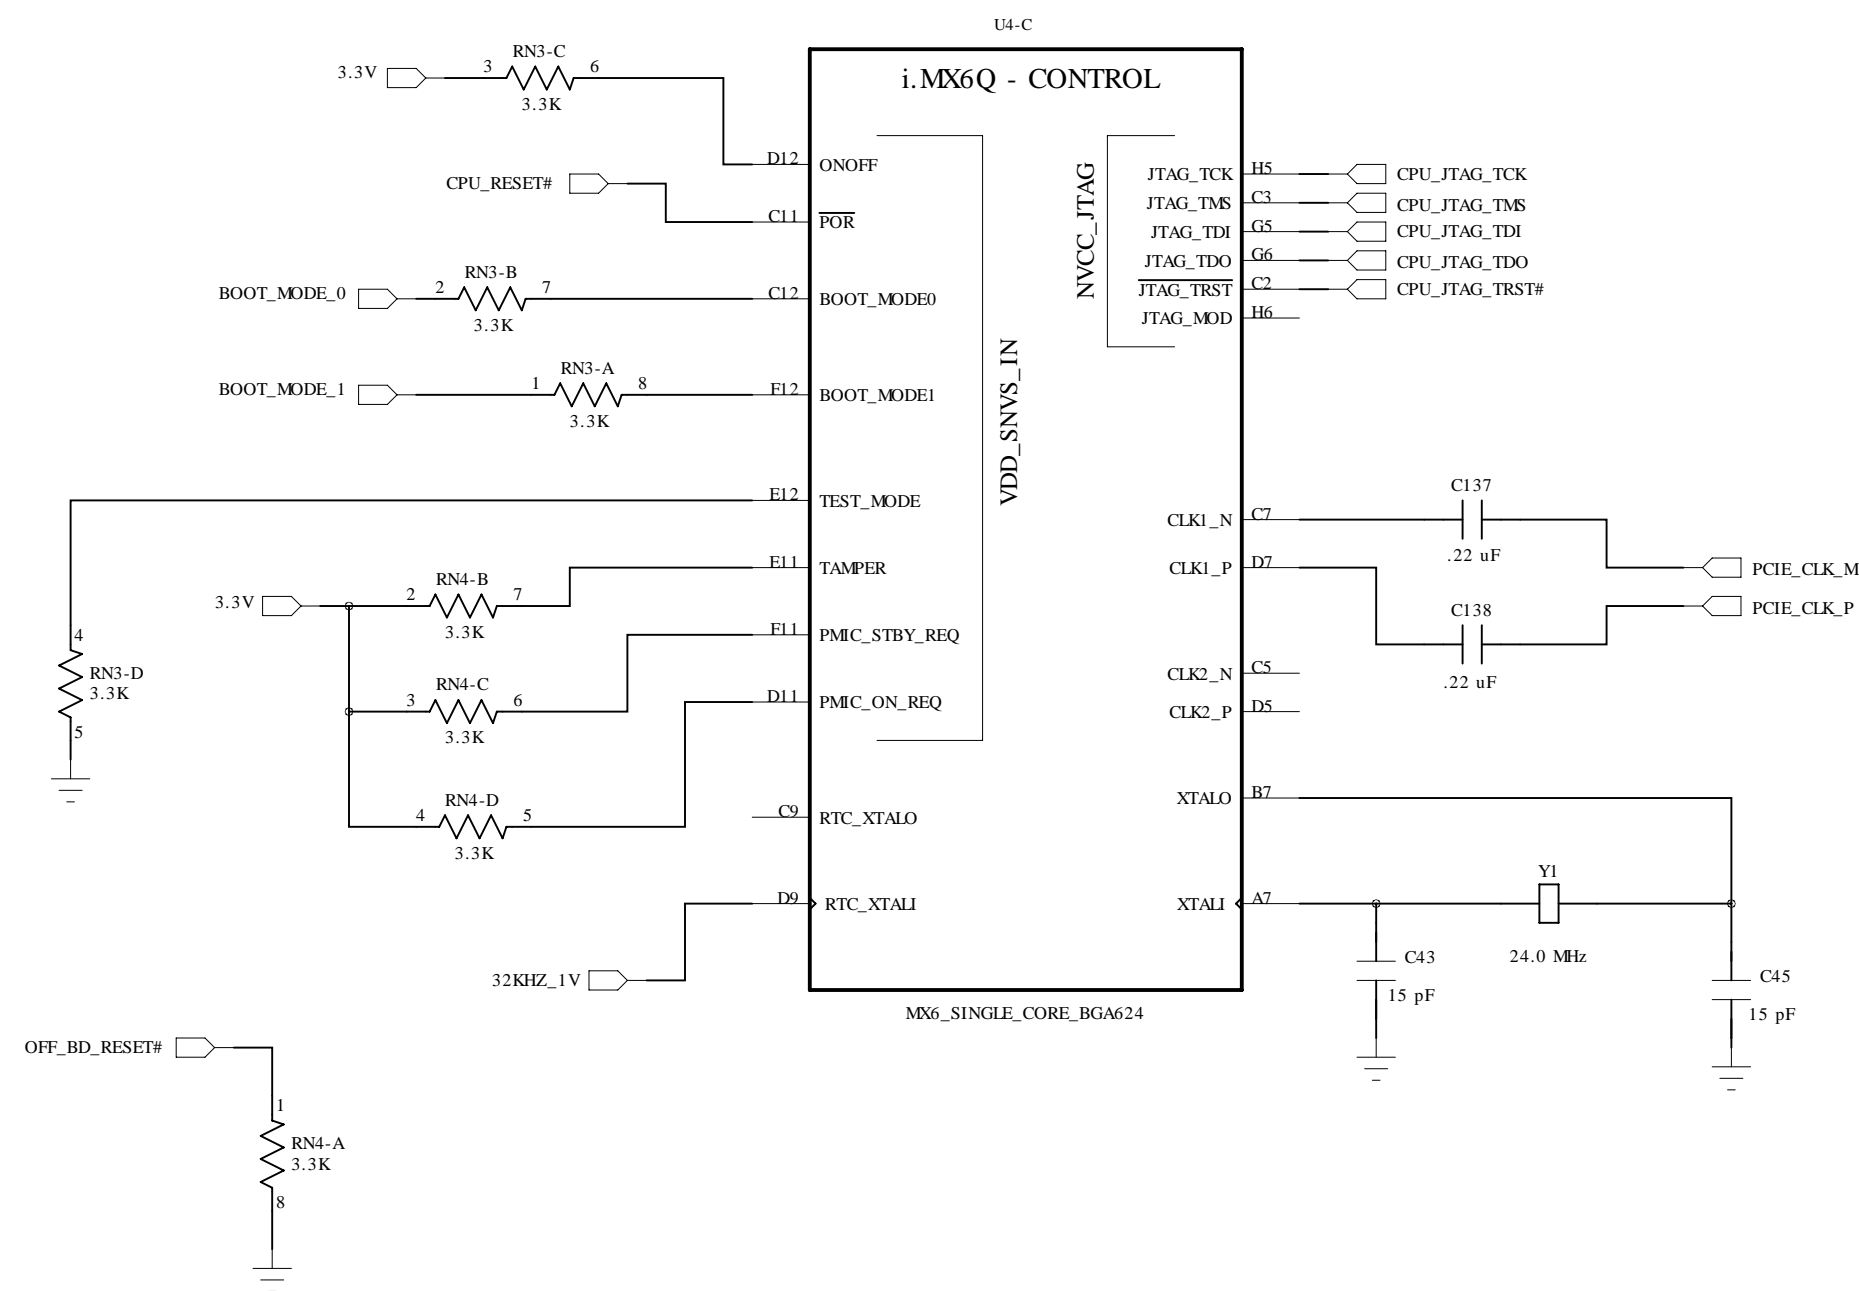 U4-C
i.MX6Q - CONTROL
3.3V
RN3-C
3 6
3.3K
D12 ONOFF
CPU_RESET#
C11 POR
BOOT_MODE_0
RN3-B
2 7
3.3K
C12 BOOT_MODE0
BOOT_MODE_1
RN3-A
1 8
3.3K
F12 BOOT_MODE1
E12 TEST_MODE
4
RN3-D
3.3K
5
3.3V
RN4-B
2 7
3.3K
E11 TAMPER
F11 PMIC_STBY_REQ
RN4-C
3 6
3.3K
D11 PMIC_ON_REQ
RN4-D
4 5
3.3K
C9 RTC_XTALO
D9 RTC_XTALI
32KHZ_1V
OFF_BD_RESET#
1
RN4-A
3.3K
8
VDD_SNVS_IN
NVCC_JTAG
JTAG_TCK H5 CPU_JTAG_TCK
JTAG_TMS C3 CPU_JTAG_TMS
JTAG_TDI G5 CPU_JTAG_TDI
JTAG_TDO G6 CPU_JTAG_TDO
JTAG_TRST C2 CPU_JTAG_TRST#
JTAG_MOD H6
CLK1_N C7
C137
.22 uF
PCIE_CLK_M
CLK1_P D7
C138
.22 uF
PCIE_CLK_P
CLK2_N C5
CLK2_P D5
XTALO B7
XTALI A7
Y1
24.0 MHz
C43
15 pF
C45
15 pF
MX6_SINGLE_CORE_BGA624